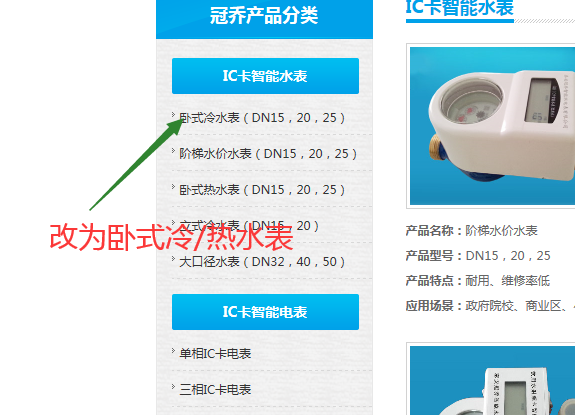 冠乔产品分类
IC卡智能水表
卧式冷水表（DN15，20，25）
阶梯水价水表（DN15，20，25）
卧式热水表（DN15，20，25）
立式冷水表（DN15，20）
改为卧式冷/热水表
大口径水表（DN32，40，50）
IC卡智能电表
单相IC卡电表
三相IC卡电表
IC卡智能水表
产品名称：阶梯水价水表
产品型号：DN15，20，25
产品特点：耐用、维修率低
应用场景：政府院校、商业区、